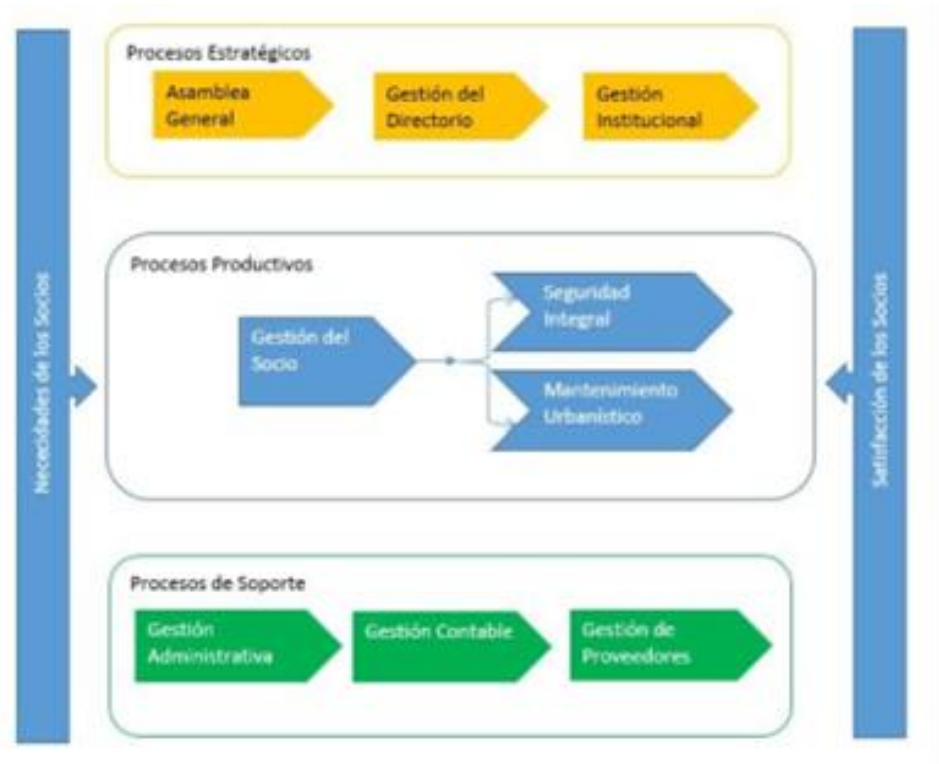 Procesos Estratégicos
Asamblea
General
Gestión del
Directorio
Gestión
Institucional
Nececidades de los Socios
Procesos Productivos
Gestión del
Socio
Seguridad
Integral
Mantenimiento
Urbanístico
Satisfacción de los Socios
Procesos de Soporte
Gestión
Administrativa
Gestión Contable
Gestión de
Proveedores